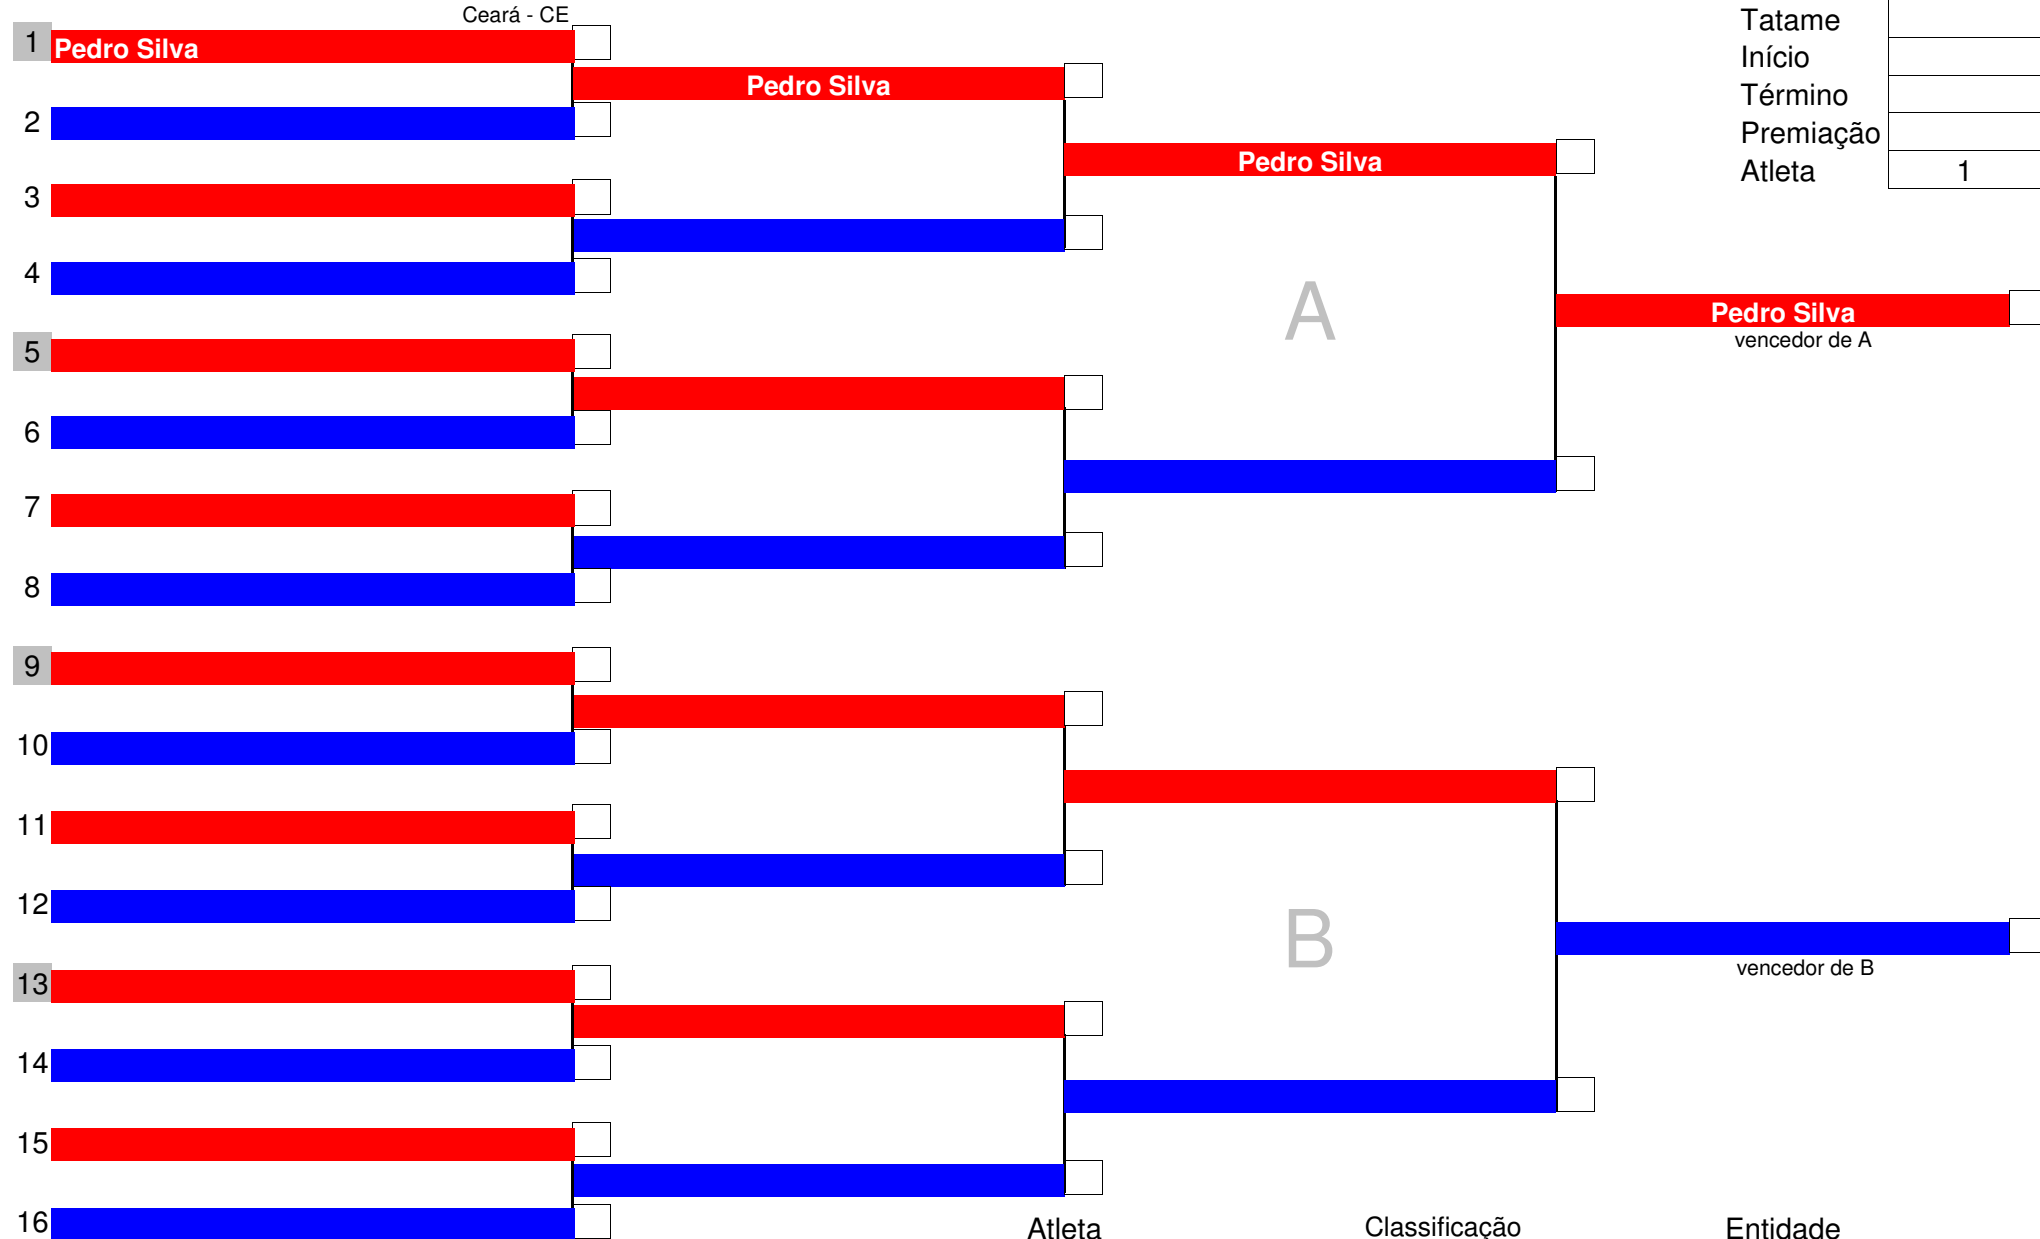 Ceará - CE
Tatame
1 Pedro Silva
Início
Pedro Silva
Término
2
Premiação
Pedro Silva
Atleta 1
3
4
A
Pedro Silva
vencedor de A
5
6
7
8
9
10
11
12
B
vencedor de B
13
14
15
16
Atleta Classificação Entidade